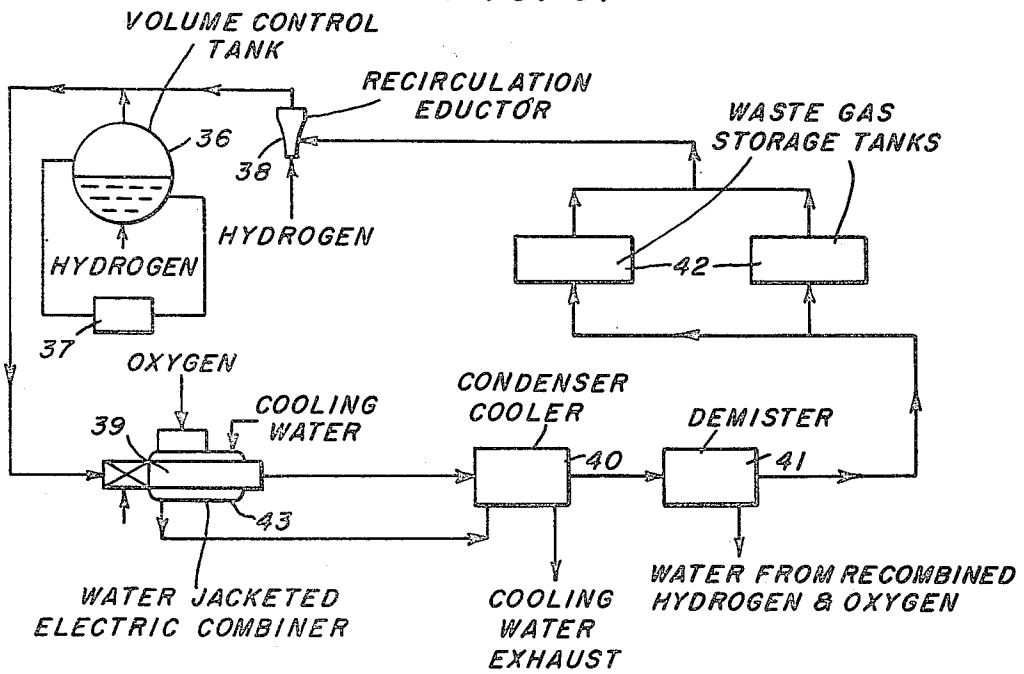 VOLUME CONTROL
TANK
RECIRCULATION
EDUCTOR
WASTE GAS
STORAGE TANKS
36
38
HYDROGEN
HYDROGEN
42
37
OXYGEN
COOLING
WATER
CONDENSER
COOLER
DEMISTER
39
40
41
43
WATER JACKETED
ELECTRIC COMBINER
COOLING
WATER
EXHAUST
WATER FROM RECOMBINED
HYDROGEN & OXYGEN